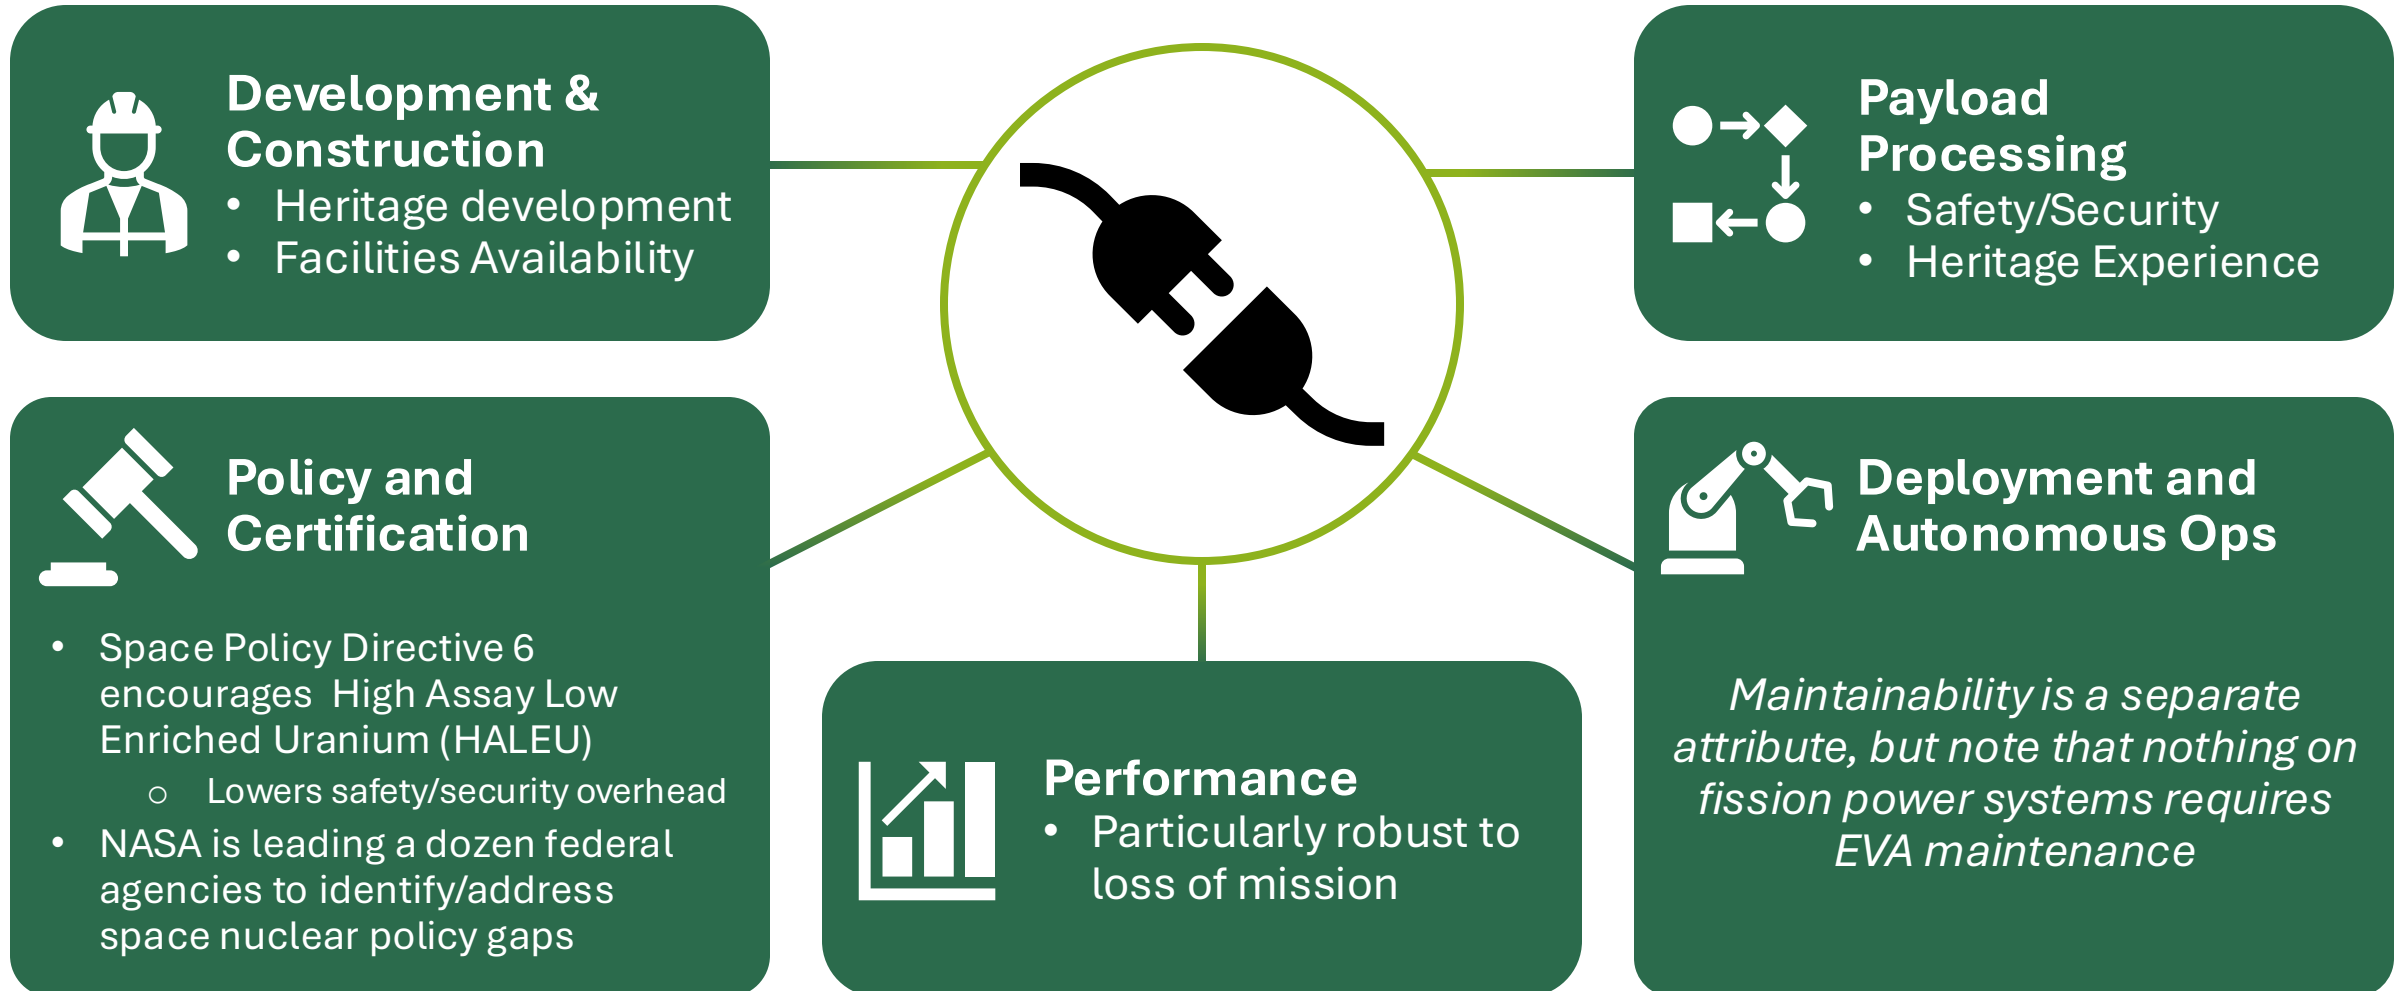 Development &
Construction
• Heritage development
• Facilities Availability
Payload
Processing
• Safety/Security
• Heritage Experience
Policy and
Certification
• Space Policy Directive 6
encourages  High Assay Low
Enriched Uranium (HALEU)
o Lowers safety/security overhead
• NASA is leading a dozen federal
agencies to identify/address
space nuclear policy gaps
Performance
• Particularly robust to
loss of mission
Deployment and
Autonomous Ops
Maintainability is a separate
attribute, but note that nothing on
fission power systems requires
EVA maintenance